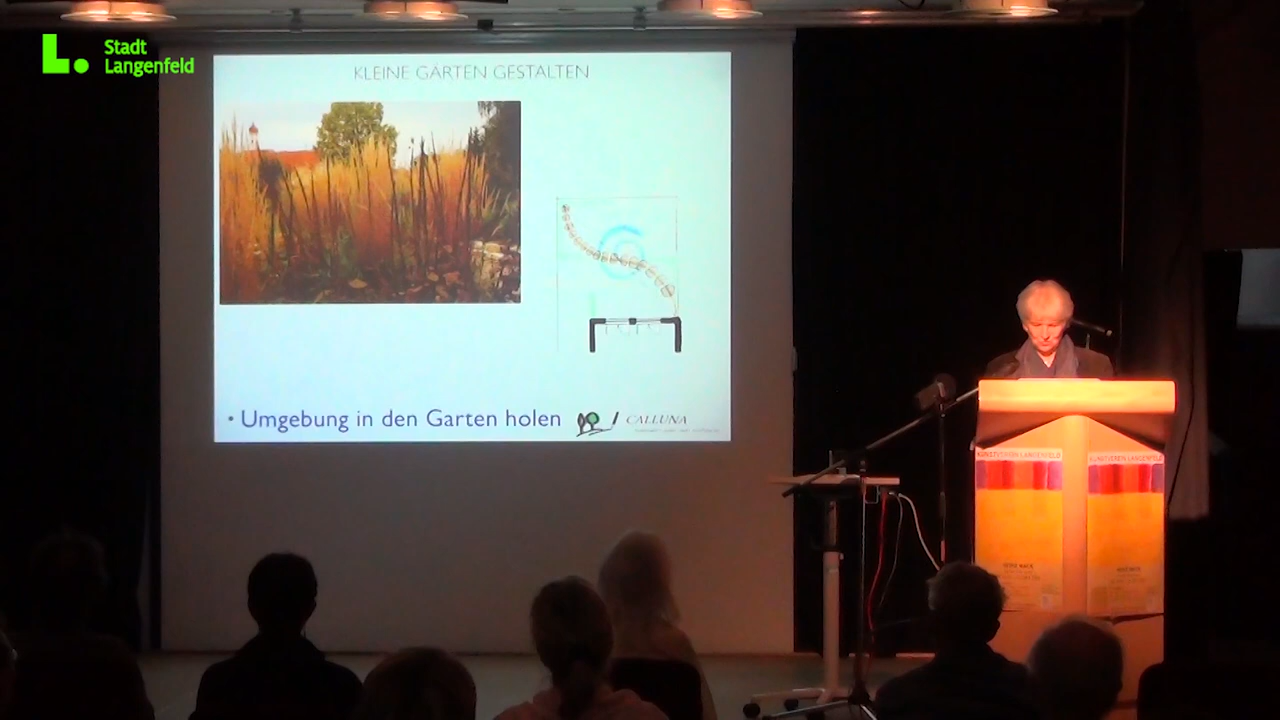 Stadt
Langenfeld
KLEINE GÄRTEN GESTALTEN
• Umgebung in den Garten holen
CALLUNA
KUNSTVEREIN LANGENFELD
KUNSTVEREIN LANGENFELD